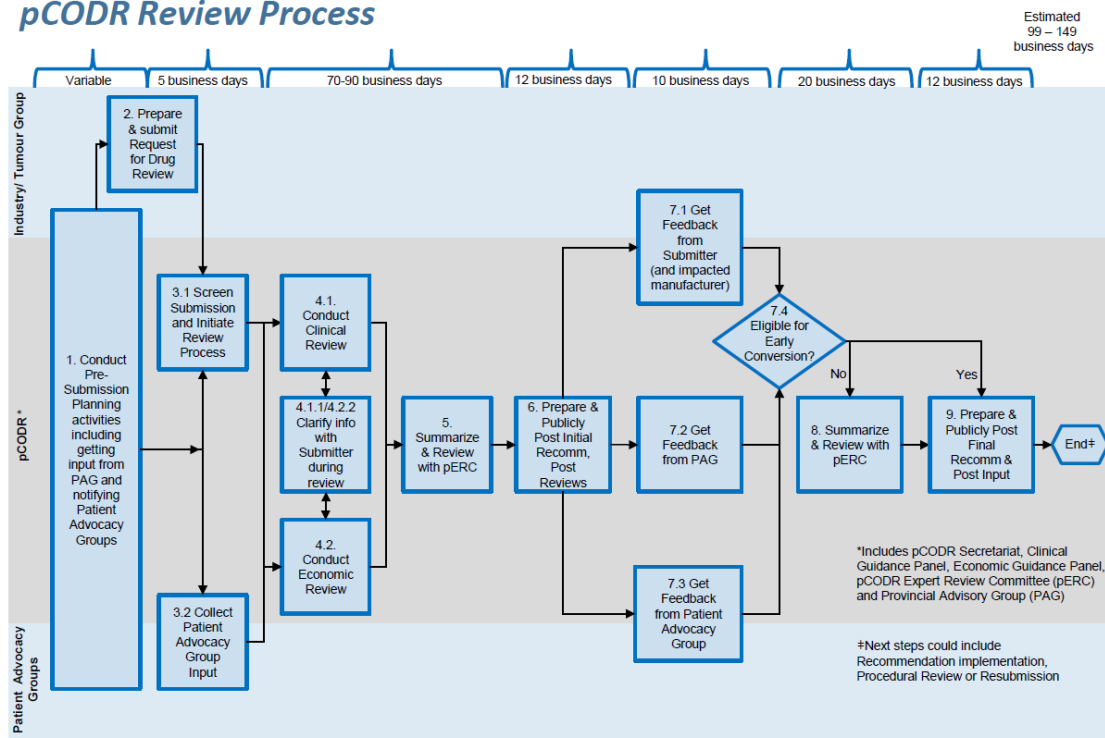 pCODR Review Process
Estimated
99 – 149
business days
Variable
5 business days
70-90 business days
12 business days
10 business days
20 business days
12 business days
Industry/ Tumour Group
pCODR *
Patient Advocacy
Groups
1. Conduct
Pre-
Submission
Planning
activities
including
getting
input from
PAG and
notifying
Patient
Advocacy
Groups
2. Prepare
& submit
Request
for Drug
Review
3.1 Screen
Submission
and Initiate
Review
Process
3.2 Collect
Patient
Advocacy
Group
Input
4.1.
Conduct
Clinical
Review
4.1.1/4.2.2
Clarify info
with
Submitter
during
review
4.2.
Conduct
Economic
Review
5.
Summarize
& Review
with pERC
6. Prepare &
Publicly
Post Initial
Recomm,
Post
Reviews
7.1 Get
Feedback
from
Submitter
(and impacted
manufacturer)
7.2 Get
Feedback
from PAG
7.3 Get
Feedback
from Patient
Advocacy
Group
7.4
Eligible for
Early
Conversion?
No
Yes
8. Summarize
& Review with
pERC
9. Prepare &
Publicly Post
Final
Recomm &
Post Input
End‡
*Includes pCODR Secretariat, Clinical
Guidance Panel, Economic Guidance Panel,
pCODR Expert Review Committee (pERC)
and Provincial Advisory Group (PAG)
‡Next steps could include
Recommendation implementation,
Procedural Review or Resubmission